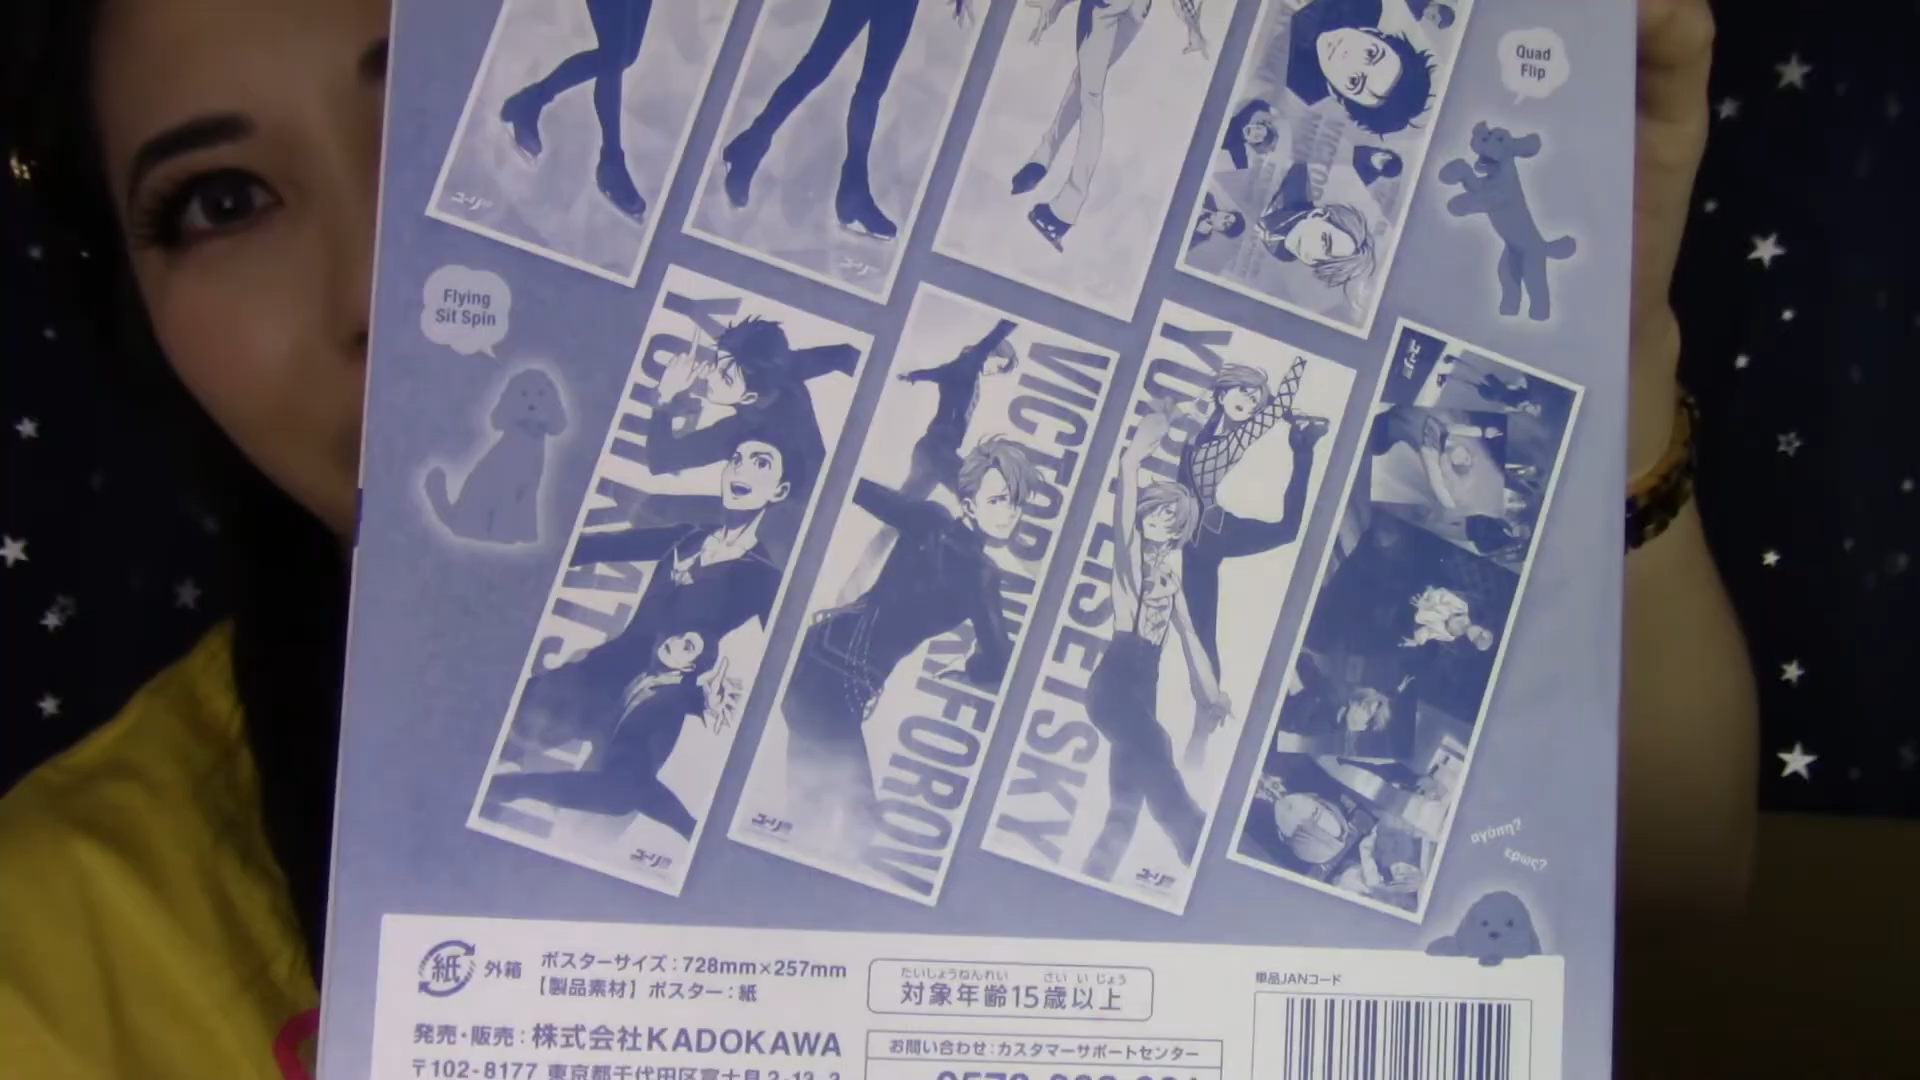 Quad
Flip
Flying
Sit Spin
YURI KATSUKI
VICTOR NIKIFOROV
YURI PLISETSKY
αγάπη?
έρως?
紙 外箱
ポスターサイズ:728mm×257mm
【製品素材】ポスター:紙
たいしょうねんれい さいいじょう
対象年齢15歳以上
単品JANコード
発売・販売:株式会社KADOKAWA
お問い合わせ:カスタマーサポートセンター
〒102-8177 東京都千代田区富士見2-13-3